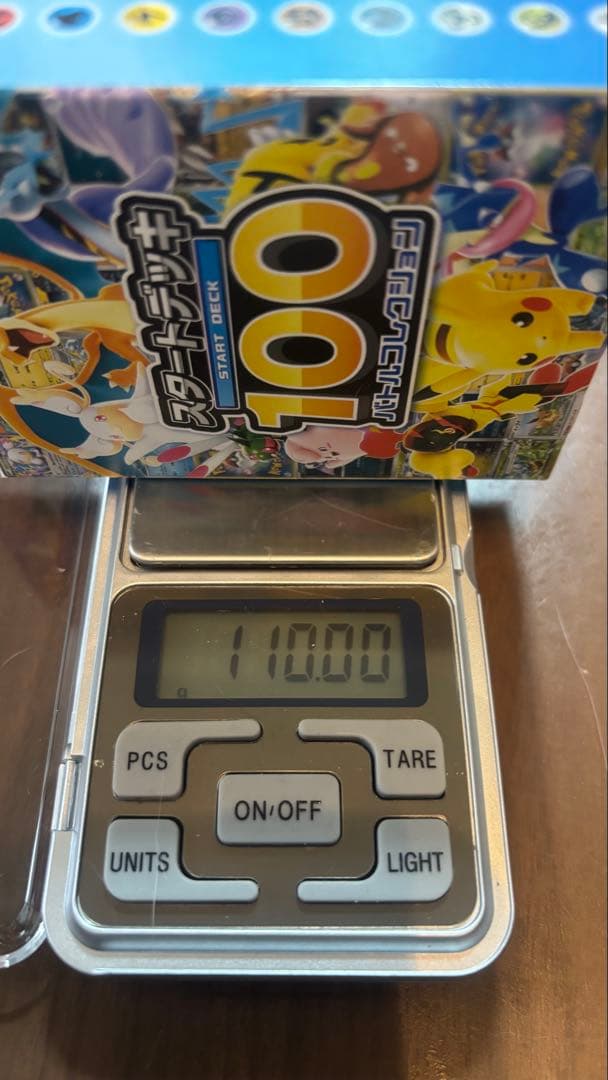 スタートデッキ
START DECK
100
バトルコレクション
110.00
g
PCS
TARE
ON/OFF
UNITS
LIGHT